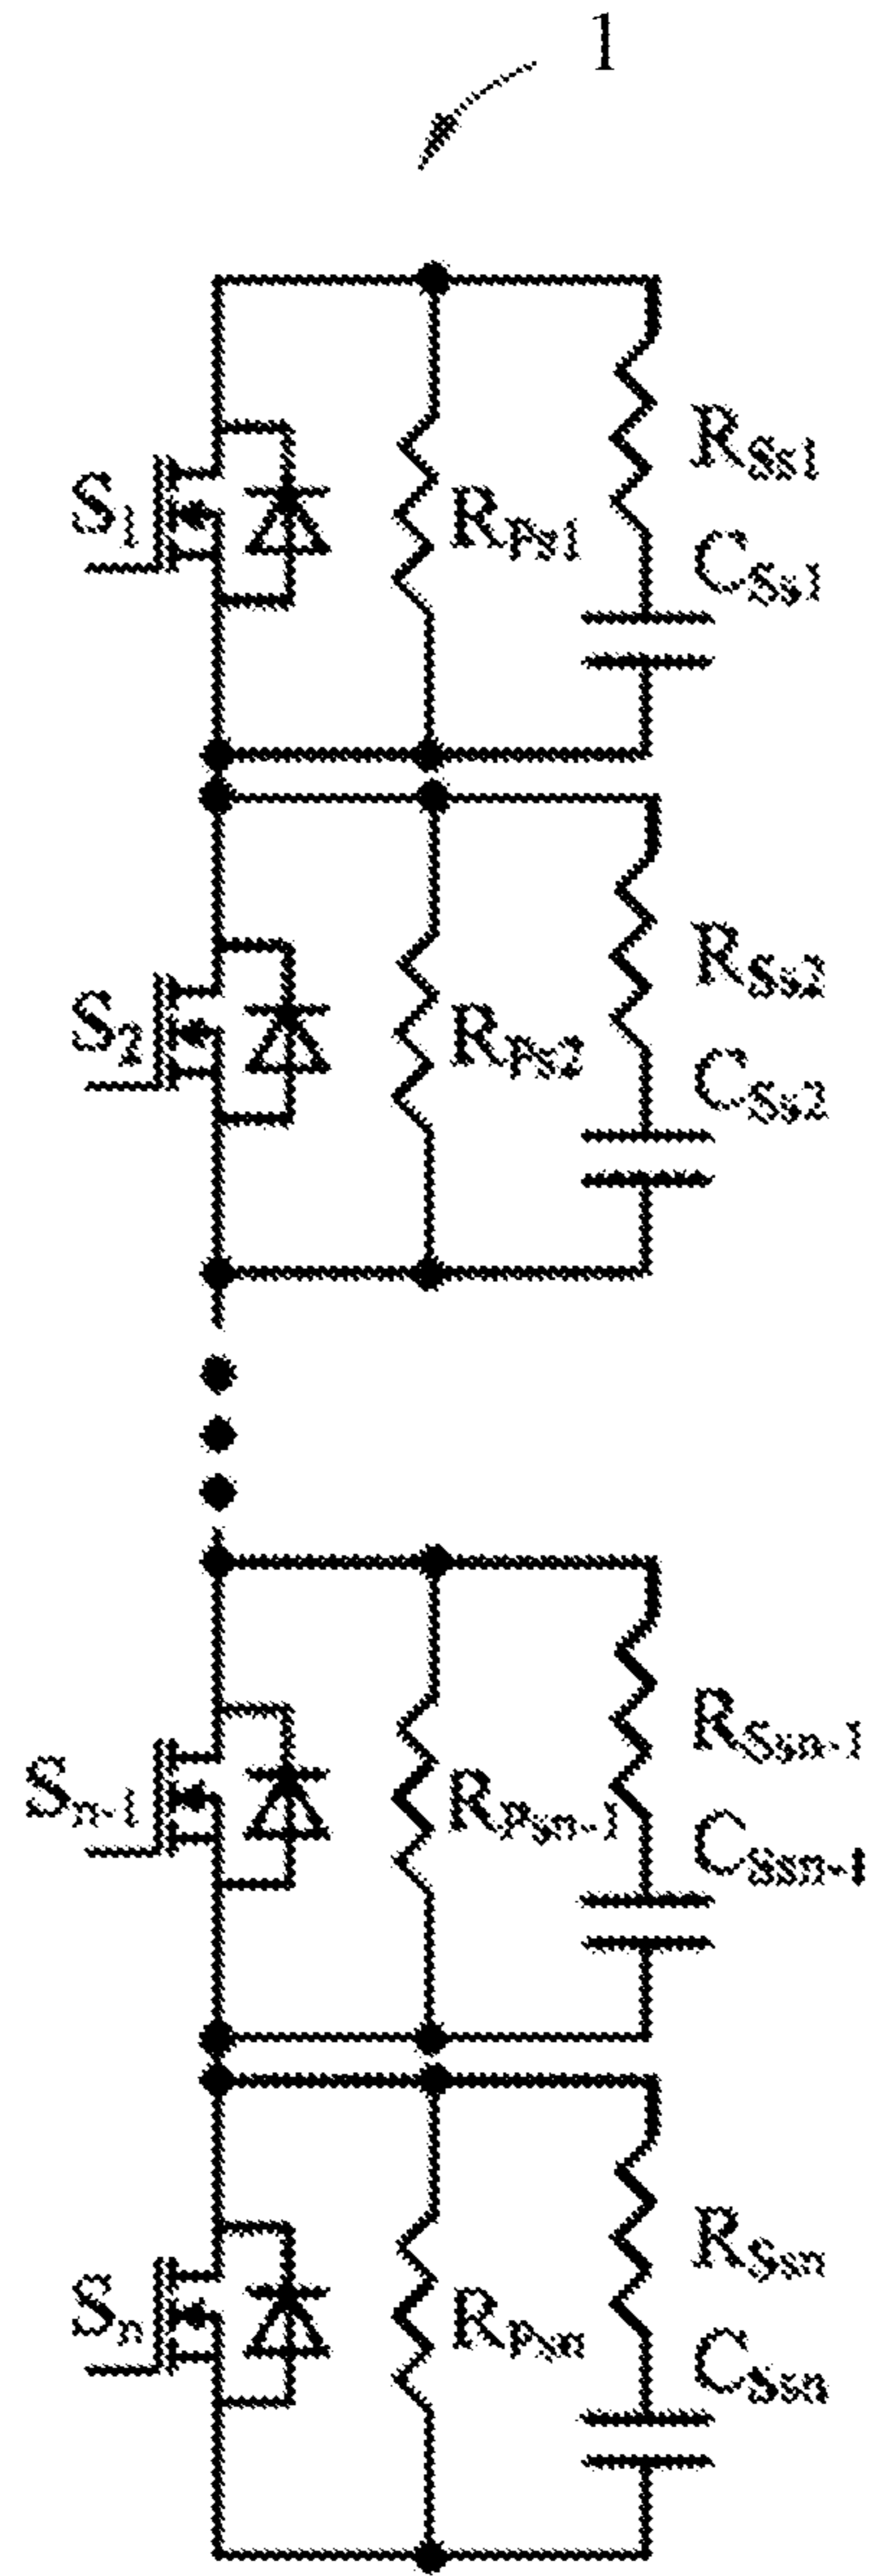 1
S1
RPs1
RSs1
CSs1
S2
RPs2
RSs2
CSs2
Sn-1
RPsn-1
RSsn-1
CSsn-1
Sn
RPsn
RSsn
CSsn